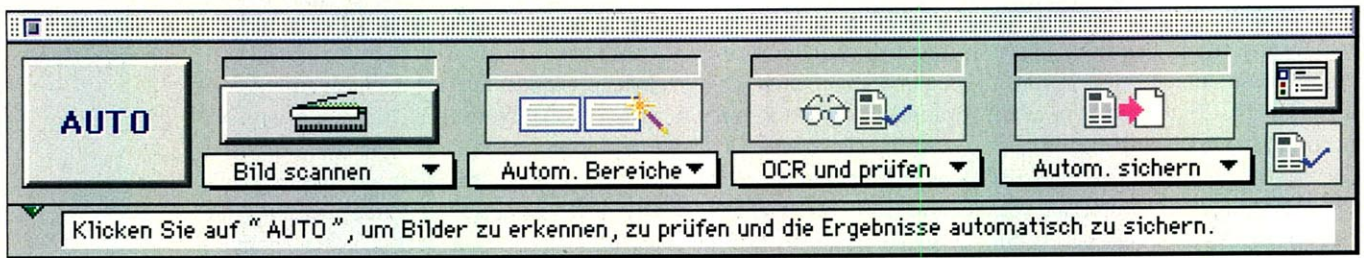 AUTO
Bild scannen
Autom. Bereiche
OCR und prüfen
Autom. sichern
Klicken Sie auf “AUTO”, um Bilder zu erkennen, zu prüfen und die Ergebnisse automatisch zu sichern.